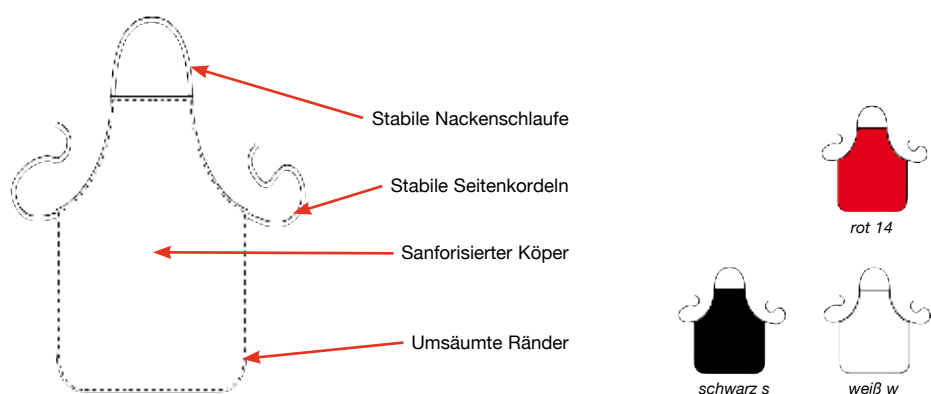 Stabile Nackenschlaufe
Stabile Seitenkordeln
Sanforisierter Köper
Umsäumte Ränder
rot 14
schwarz s
weiß w